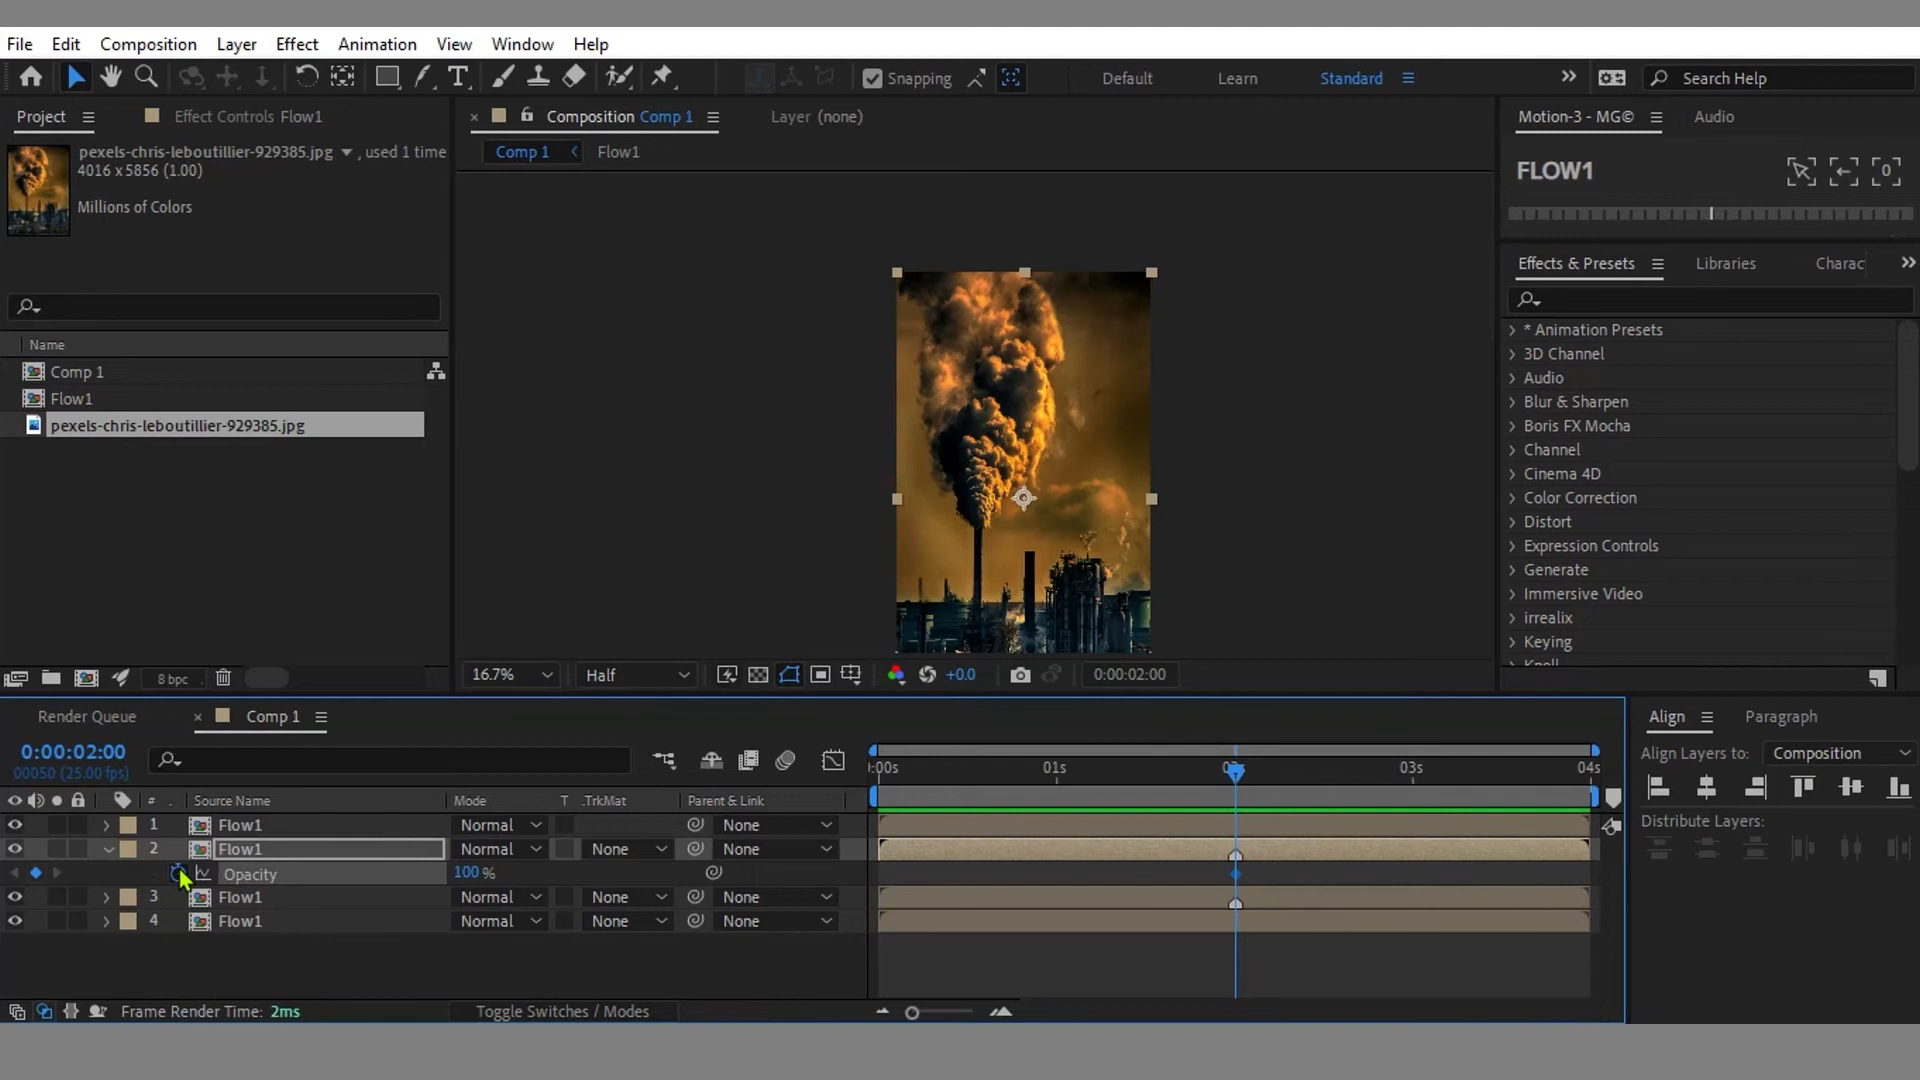 File Edit Composition Layer Effect Animation View Window Help
Snapping Default Learn Standard Search Help
Project Effect Controls Flow1 Composition Comp 1 Layer (none) Motion-3 - MG© Audio
pexels-chris-leboutillier-929385.jpg , used 1 time
4016 x 5856 (1.00)
Millions of Colors
Comp 1 Flow1
FLOW1
Effects & Presets Libraries Charac
Name
Comp 1
Flow1
pexels-chris-leboutillier-929385.jpg
* Animation Presets
3D Channel
Audio
Blur & Sharpen
Boris FX Mocha
Channel
Cinema 4D
Color Correction
Distort
Expression Controls
Generate
Immersive Video
irrealix
Keying
8 bpc 16.7% Half +0.0 0:00:02:00
Render Queue Comp 1 Align Paragraph
0:00:02:00
00050 (25.00 fps)
Align Layers to: Composition
:00s 01s 02s 03s 04s
# Source Name Mode T .TrkMat Parent & Link
Distribute Layers:
1 Flow1 Normal None
2 Flow1 Normal None None
Opacity 100 %
3 Flow1 Normal None None
4 Flow1 Normal None None
Frame Render Time: 2ms Toggle Switches / Modes